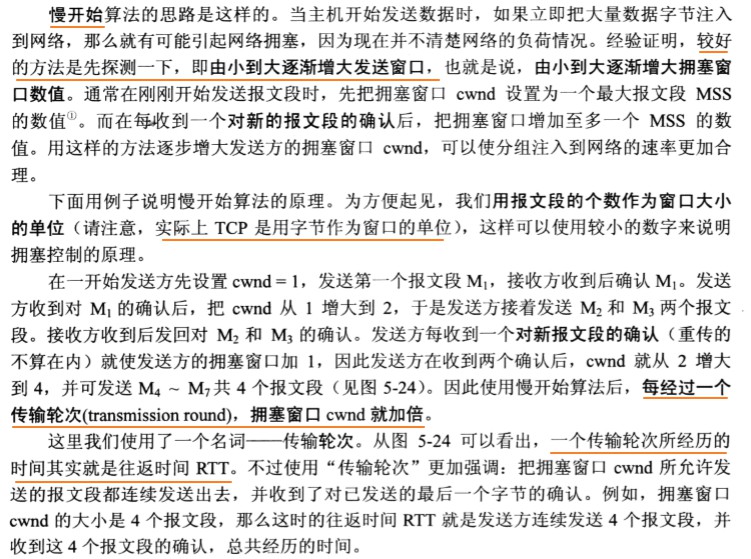 慢开始算法的思路是这样的。当主机开始发送数据时，如果立即把大量数据字节注入
到网络，那么就有可能引起网络拥塞，因为现在并不清楚网络的负荷情况。经验证明，较好
的方法是先探测一下，即由小到大逐渐增大发送窗口，也就是说，由小到大逐渐增大拥塞窗
口数值。通常在刚刚开始发送报文段时，先把拥塞窗口 cwnd 设置为一个最大报文段 MSS
的数值①。而在每收到一个对新的报文段的确认后，把拥塞窗口增加至多一个 MSS 的数
值。用这样的方法逐步增大发送方的拥塞窗口 cwnd，可以使分组注入到网络的速率更加合
理。
下面用例子说明慢开始算法的原理。为方便起见，我们用报文段的个数作为窗口大小
的单位（请注意，实际上 TCP 是用字节作为窗口的单位），这样可以使用较小的数字来说明
拥塞控制的原理。
在一开始发送方先设置 cwnd = 1，发送第一个报文段 M₁，接收方收到后确认 M₁。发送
方收到对 M₁ 的确认后，把 cwnd 从 1 增大到 2，于是发送方接着发送 M₂ 和 M₃ 两个报文
段。接收方收到后发回对 M₂ 和 M₃ 的确认。发送方每收到一个对新报文段的确认（重传的
不算在内）就使发送方的拥塞窗口加 1，因此发送方在收到两个确认后，cwnd 就从 2 增大
到 4，并可发送 M₄ ~ M₇共 4 个报文段（见图 5-24）。因此使用慢开始算法后，每经过一个
传输轮次(transmission round)，拥塞窗口 cwnd 就加倍。
这里我们使用了一个名词——传输轮次。从图 5-24 可以看出，一个传输轮次所经历的
时间其实就是往返时间 RTT。不过使用“传输轮次”更加强调：把拥塞窗口 cwnd 所允许发
送的报文段都连续发送出去，并收到了对已发送的最后一个字节的确认。例如，拥塞窗口
cwnd 的大小是 4 个报文段，那么这时的往返时间 RTT 就是发送方连续发送 4 个报文段，并
收到这 4 个报文段的确认，总共经历的时间。